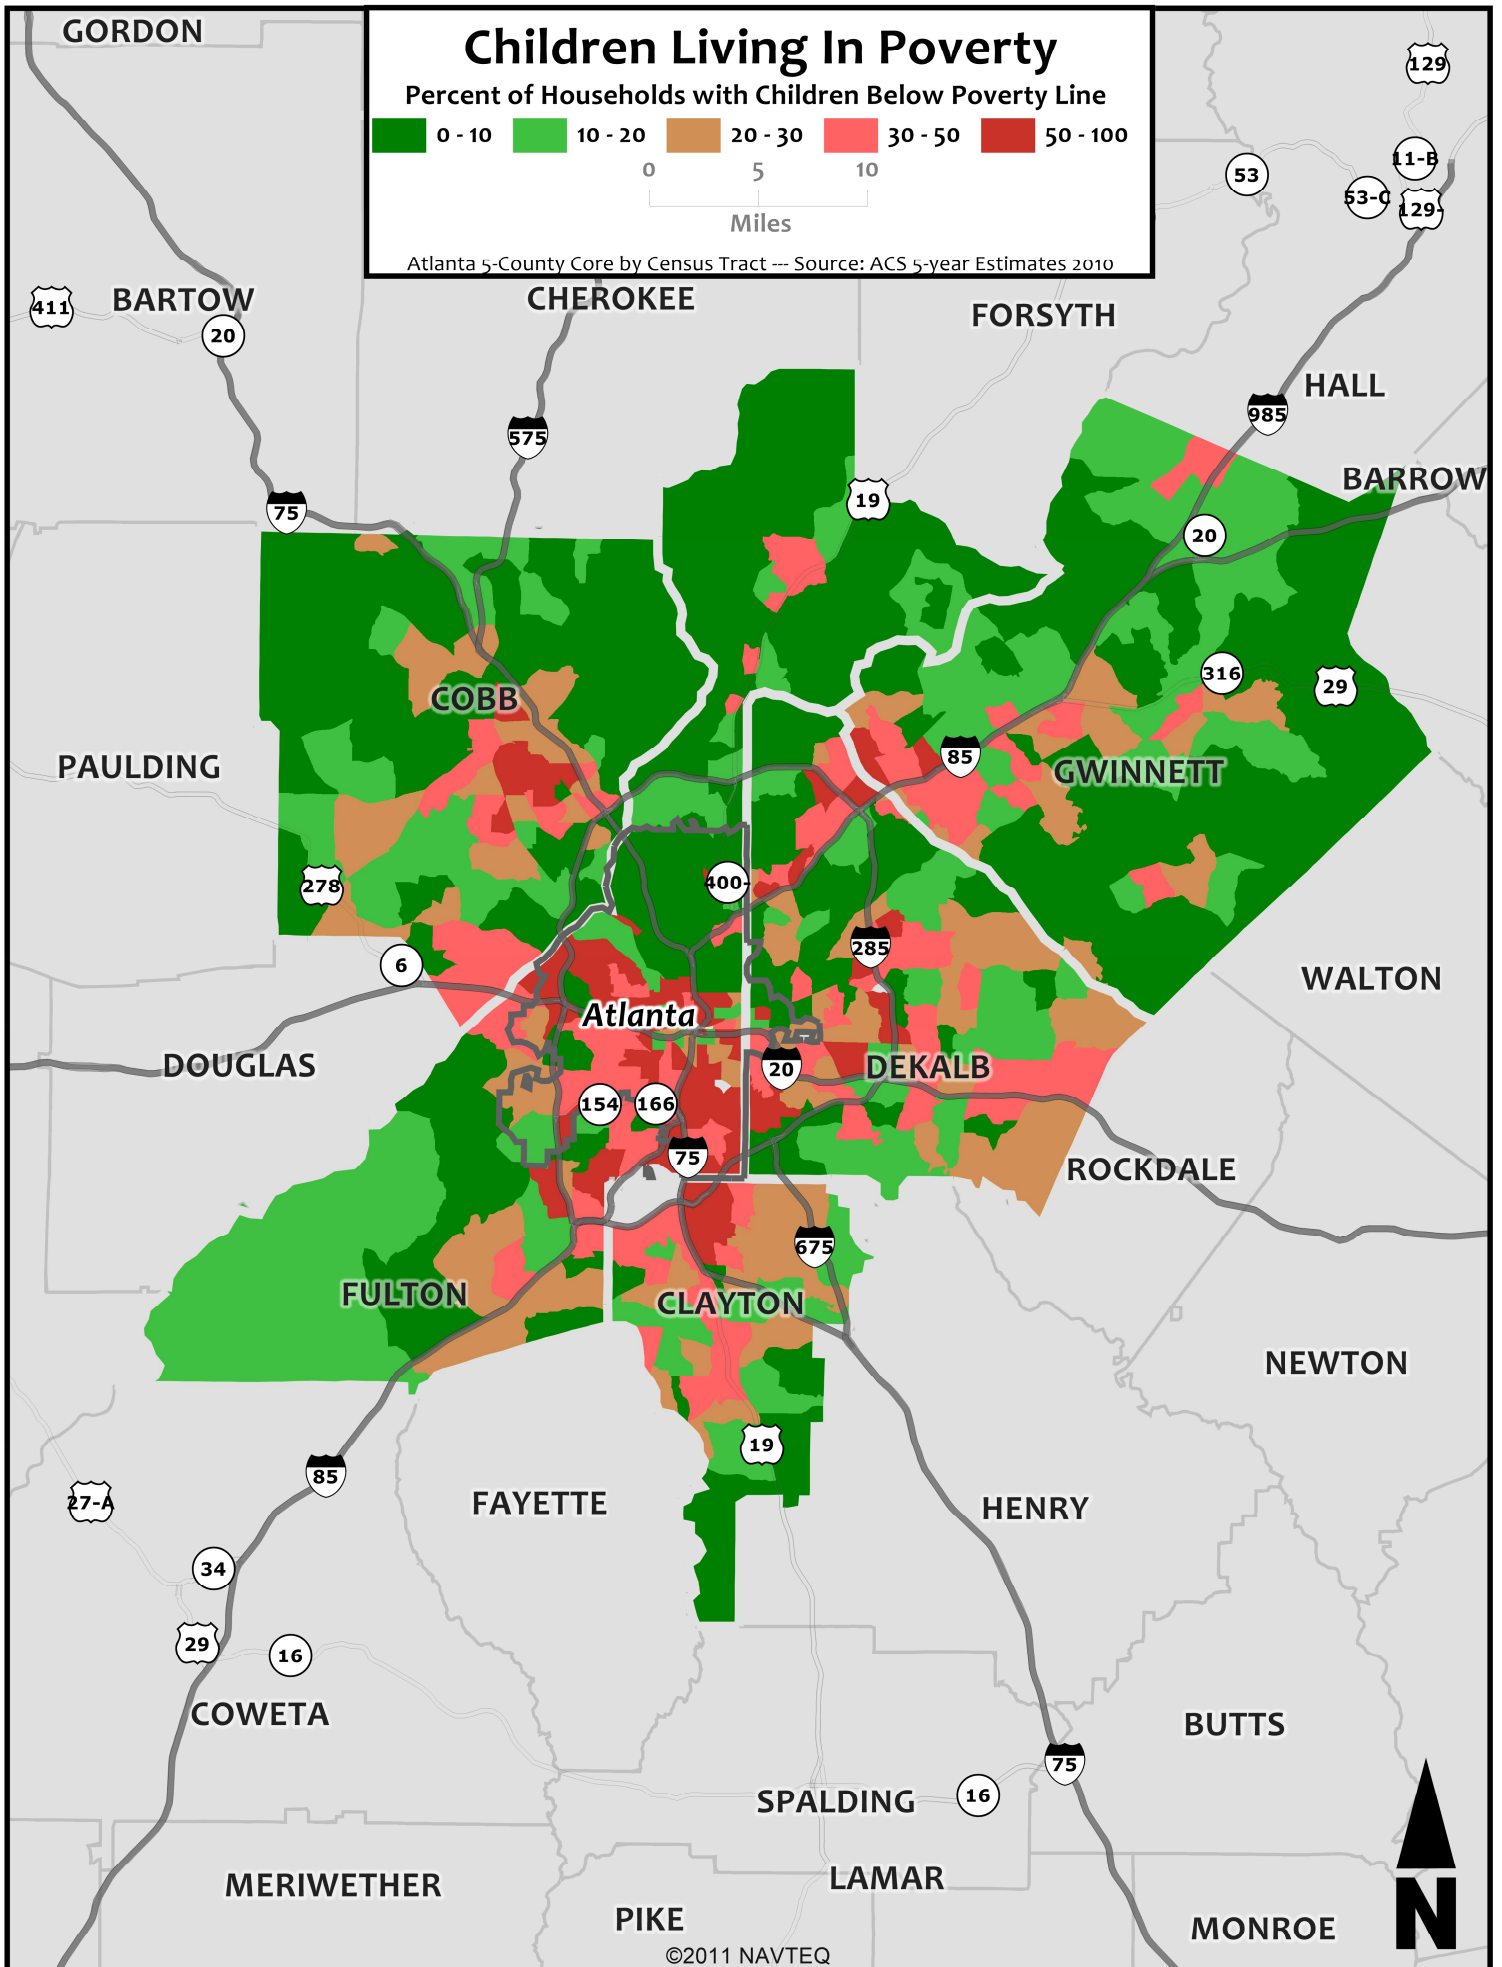 Children Living In Poverty
Percent of Households with Children Below Poverty Line
0 - 10 10 - 20 20 - 30 30 - 50 50 - 100
0 5 10
Miles
Atlanta 5-County Core by Census Tract --- Source: ACS 5-year Estimates 2010
GORDON
129
11-B
53
53-C
129-
BARTOW
CHEROKEE
FORSYTH
411
20
HALL
985
575
BARROW
19
75
20
316
29
COBB
PAULDING
85
GWINNETT
278
400-
285
6
WALTON
Atlanta
DOUGLAS
20
DEKALB
154
166
75
ROCKDALE
675
FULTON
CLAYTON
NEWTON
19
85
27-A
FAYETTE
HENRY
34
29
16
COWETA
BUTTS
75
SPALDING
16
LAMAR
MERIWETHER
PIKE
MONROE
N
©2011 NAVTEQ